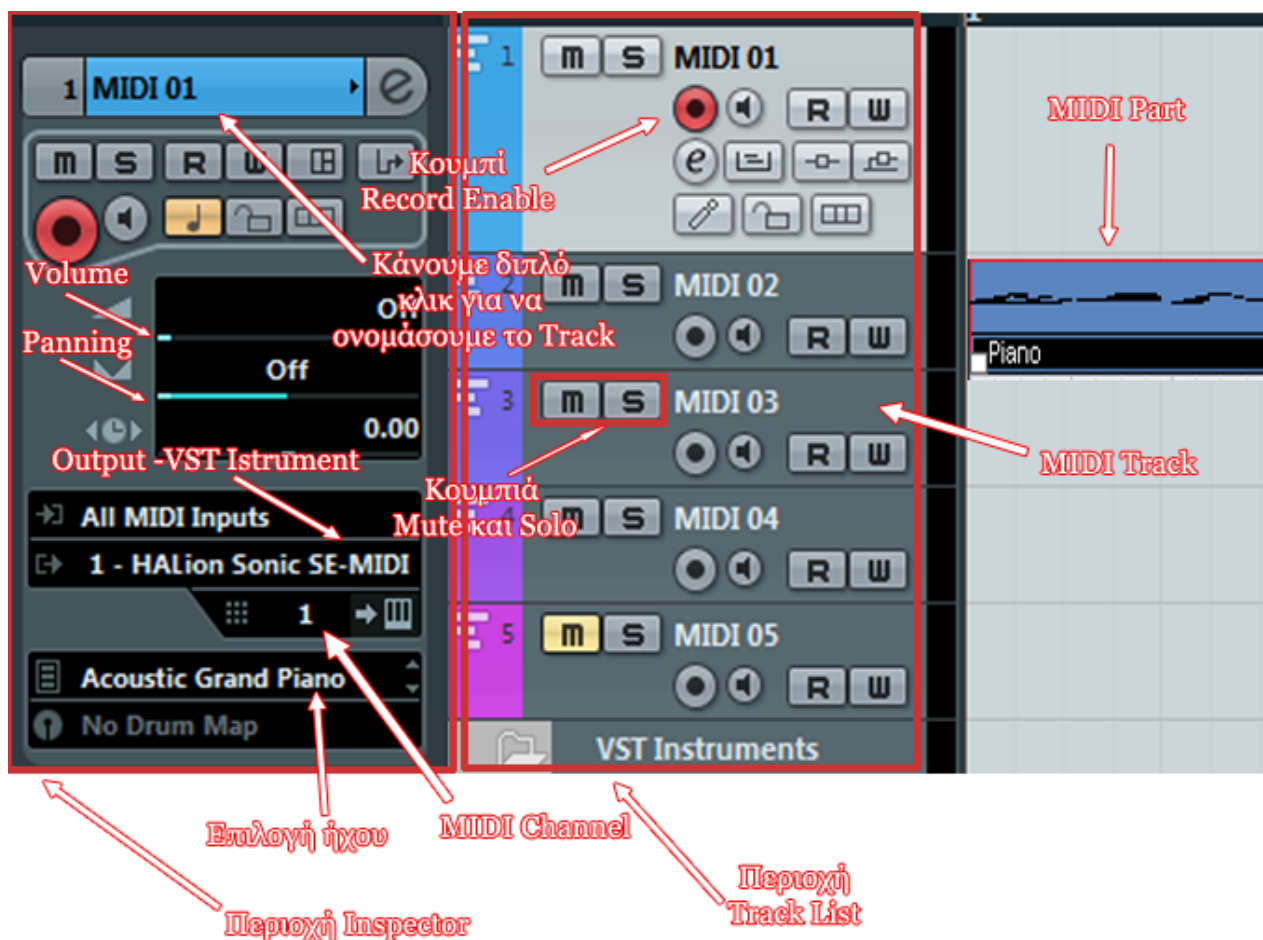 1
1 MIDI 01 e
m S R W
Volume
Off
Panning
Off
0.00
Output -VST Istrument
All MIDI Inputs
1 - HALion Sonic SE-MIDI
1
Acoustic Grand Piano
No Drum Map
Κουμπί
Record Enable
Κάνουμε διπλό
κλικ για να
ονομάσουμε το Track
1 m S MIDI 01
R W
e
2 m S MIDI 02
R W
3 m S MIDI 03
R W
Κουμπιά
Mute και Solo
4 m S MIDI 04
R W
5 m S MIDI 05
R W
VST Instruments
MIDI Part
Piano
MIDI Track
Επιλογή ήχου
MIDI Channel
Περιοχή Inspector
Περιοχή
Track List